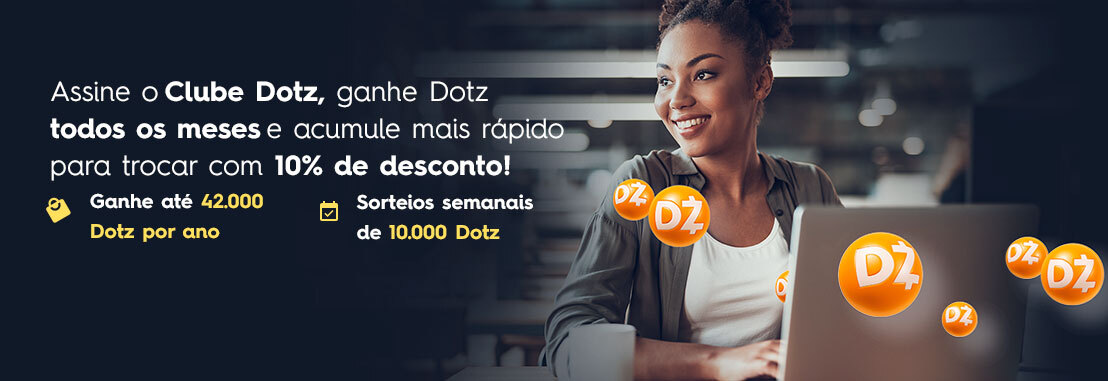 Assine o Clube Dotz, ganhe Dotz
todos os meses e acumule mais rápido
para trocar com 10% de desconto!
Ganhe até 42.000
Dotz por ano
Sorteios semanais
de 10.000 Dotz
DZ
DZ
DZ
DZ
DZ
DZ